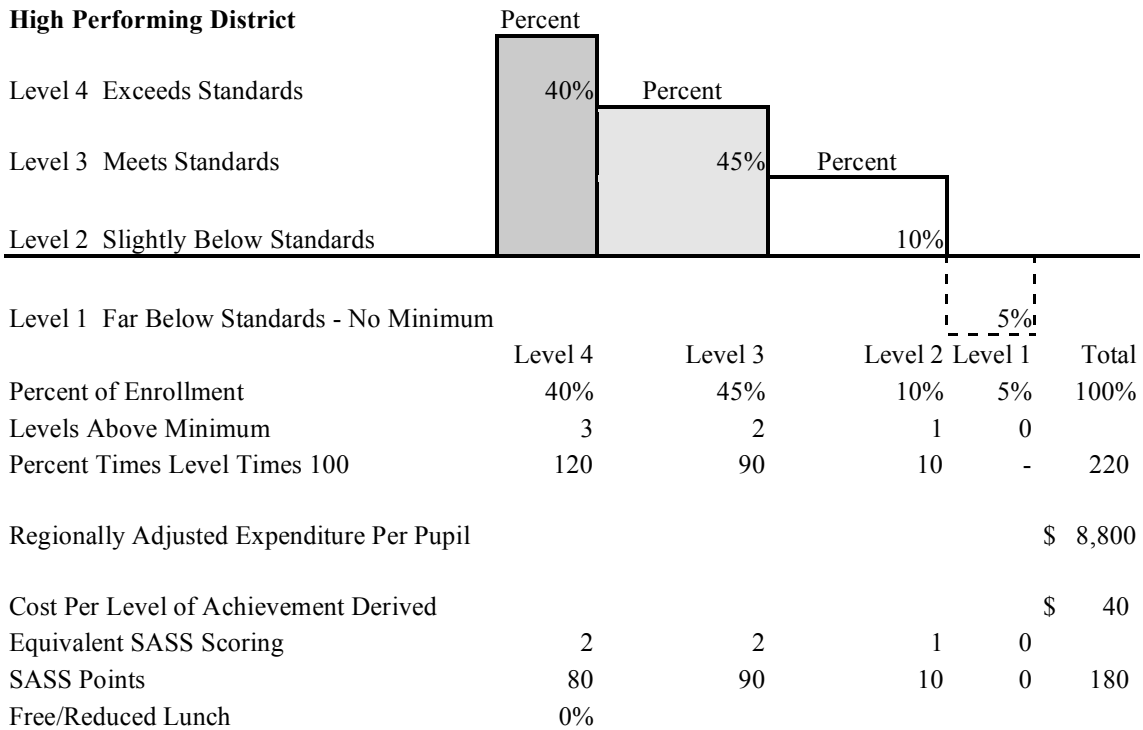 High Performing District Percent
Level 4 Exceeds Standards 40% Percent
Level 3 Meets Standards 45% Percent
Level 2 Slightly Below Standards 10%
Level 1 Far Below Standards - No Minimum 5%
Level 4 Level 3 Level 2 Level 1 Total
Percent of Enrollment 40% 45% 10% 5% 100%
Levels Above Minimum 3 2 1 0
Percent Times Level Times 100 120 90 10 - 220
Regionally Adjusted Expenditure Per Pupil $ 8,800
Cost Per Level of Achievement Derived $ 40
Equivalent SASS Scoring 2 2 1 0
SASS Points 80 90 10 0 180
Free/Reduced Lunch 0%